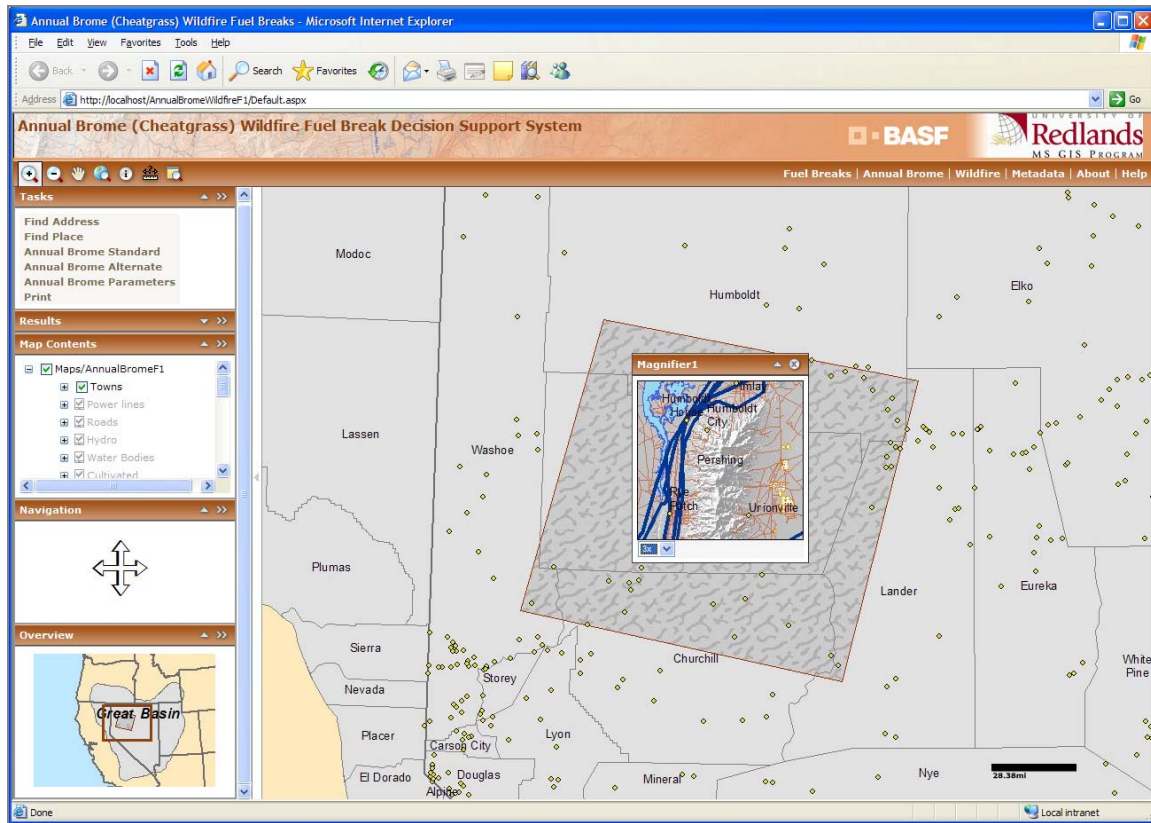 Annual Brome (Cheatgrass) Wildfire Fuel Breaks - Microsoft Internet Explorer
File Edit View Favorites Tools Help
Back Search Favorites
Address http://localhost/AnnualBromeWildfireF1/Default.aspx Go
Annual Brome (Cheatgrass) Wildfire Fuel Break Decision Support System
BASF
UNIVERSITY OF
Redlands
MS GIS PROGRAM
Fuel Breaks | Annual Brome | Wildfire | Metadata | About | Help
Tasks
Find Address
Find Place
Annual Brome Standard
Annual Brome Alternate
Annual Brome Parameters
Print
Results
Map Contents
Maps/AnnualBromeF1
Towns
Power lines
Roads
Hydro
Water Bodies
Cultivated
Navigation
Overview
Great Basin
Modoc
Humboldt
Elko
Lassen
Washoe
Magnifier1
Imlay
Humboldt
House
Humboldt
City
Pershing
Rye
Patch
Unionville
3x
Plumas
Lander
Eureka
Sierra
Storey
Churchill
White
Pine
Nevada
Placer
Carson City
Lyon
El Dorado
Douglas
Alpine
Mineral
Nye
28.38mi
Done
Local intranet